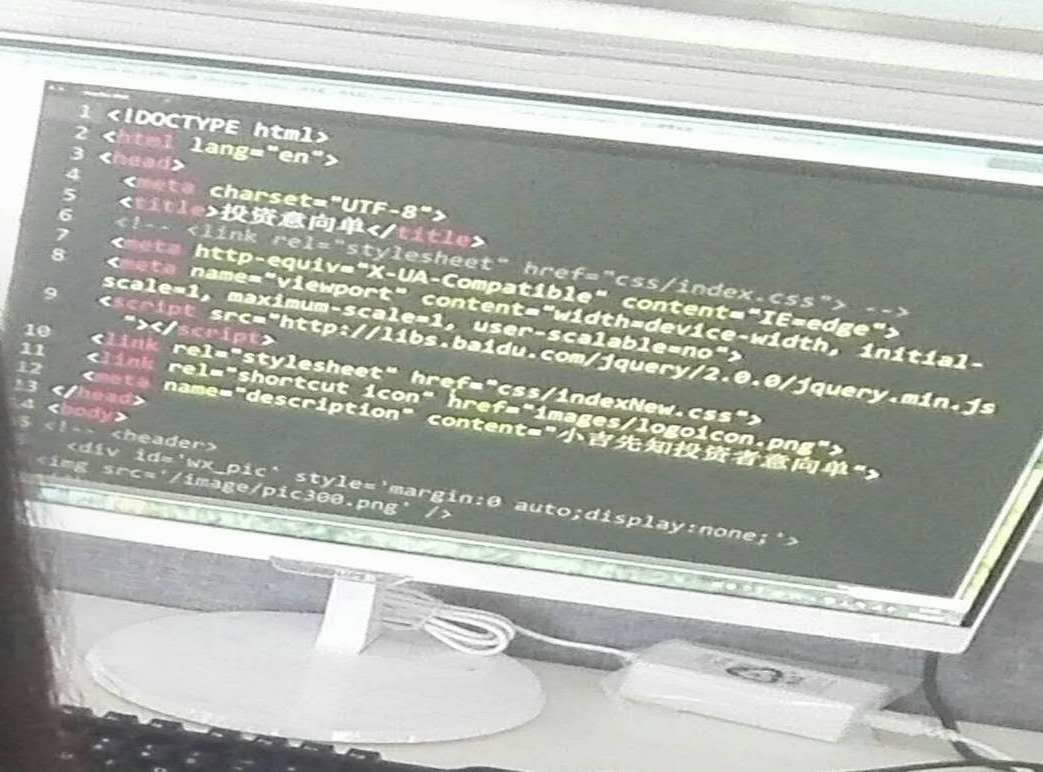 1 <!DOCTYPE html>
2 <html lang="en">
3 <head>
4 <meta charset="UTF-8">
5 <title>投资意向单</title>
6 <!-- <link rel="stylesheet" href="css/index.css"> -->
7 <meta http-equiv="X-UA-Compatible" content="IE=edge">
8 <meta name="viewport" content="width=device-width, initial-
scale=1, maximum-scale=1, user-scalable=no">
9 <script src="http://libs.baidu.com/jquery/2.0.0/jquery.min.js
"></script>
10 <link rel="stylesheet" href="css/indexNew.css">
11 <link rel="shortcut icon" href="images/logoicon.png">
12 <meta name="description" content="小吉先知投资者意向单">
13 </head>
14 <body>
<!-- <header>
<div id='wx_pic' style='margin:0 auto;display:none;'>
<img src='/image/pic300.png' />